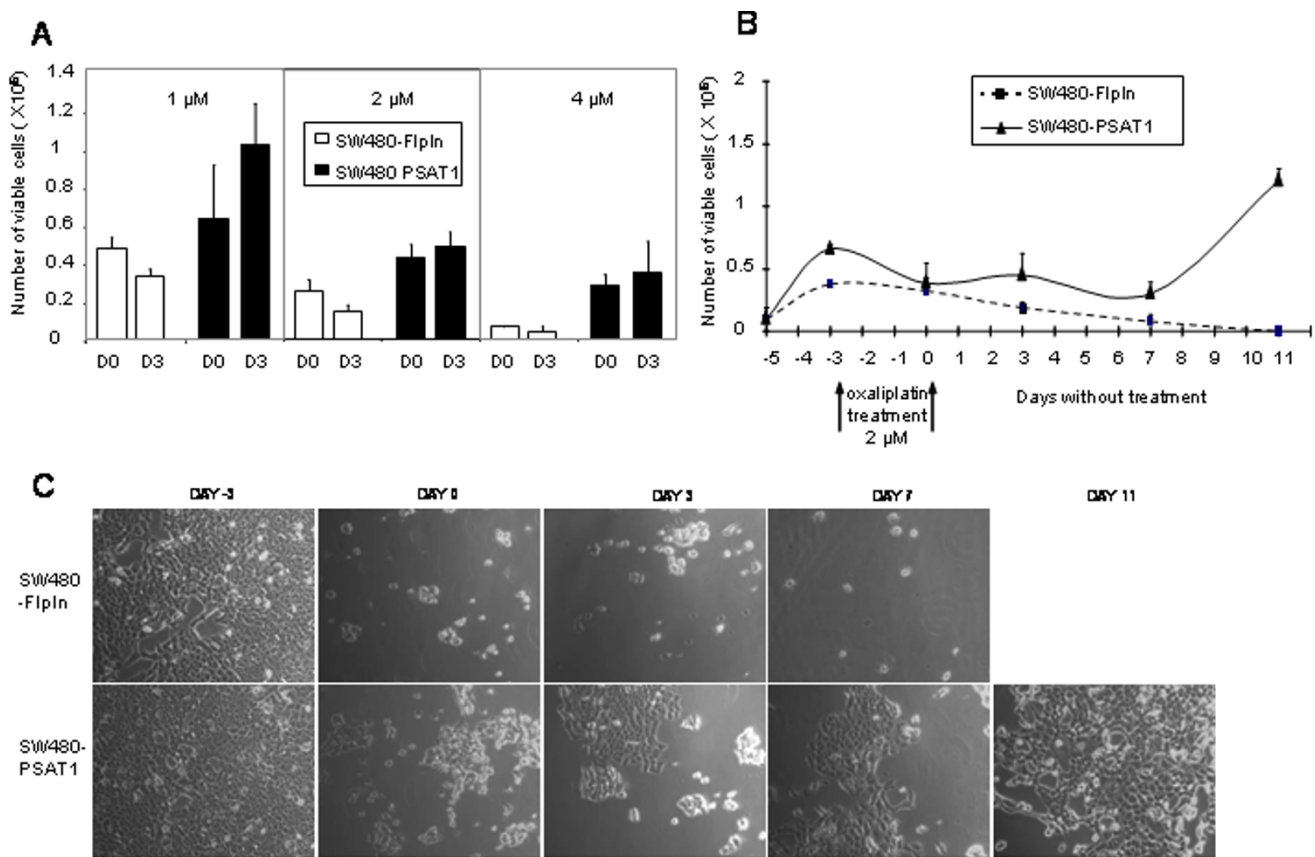 A
Number of viable cells ( X10
1.4
1.2
1
0.8
0.6
0.4
0.2
0
1 µM
2 µM
4 µM
SW480-FlpIn
SW480 PSAT1
D0 D3 D0 D3 D0 D3 D0 D3 D0 D3 D0 D3
B
Number of viable cells ( X 10
2
1.5
1
0.5
0
SW480-FlpIn
SW480-PSAT1
-5 -4 -3 -2 -1 0 1 2 3 4 5 6 7 8 9 10 11
oxaliplatin
treatment
2 µM
Days without treatment
C
DAY -3 DAY 0 DAY 3 DAY 7 DAY 11
SW480
-FlpIn
SW480-
PSAT1